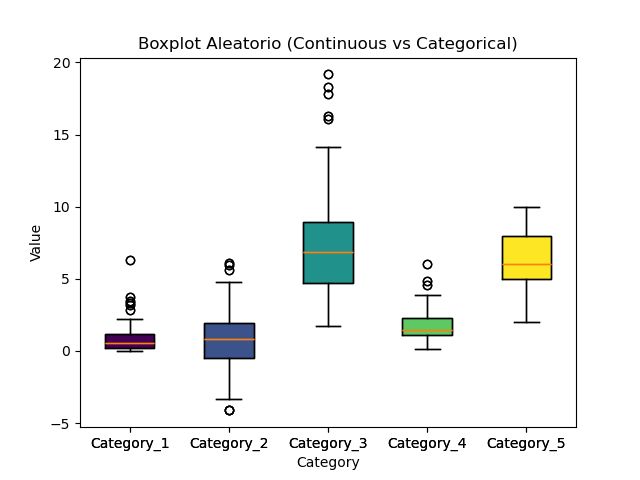 Boxplot Aleatorio (Continuous vs Categorical)
20
15
10
5
0
−5
Value
Category_1 Category_2 Category_3 Category_4 Category_5
Category